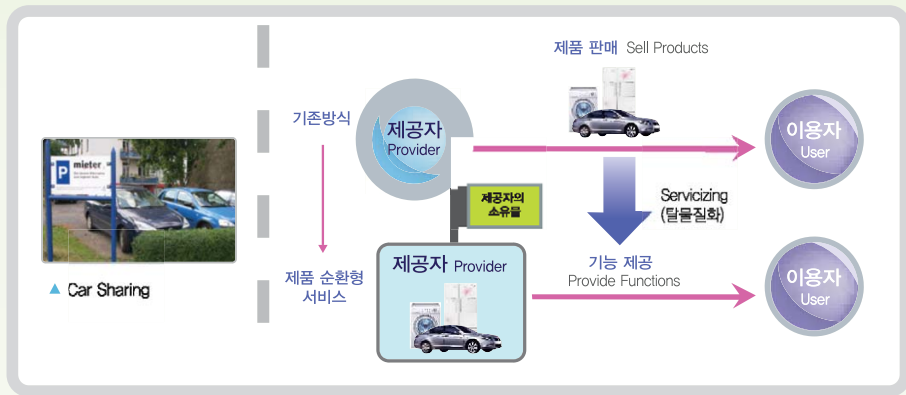 제품 판매 Sell Products
기존방식
제공자
Provider
이용자
User
P
mieter
제공자의
소유물
Servicizing
(탈물질화)
제공자 Provider
기능 제공
Provide Functions
이용자
User
제품 순환형
서비스
▲ Car Sharing